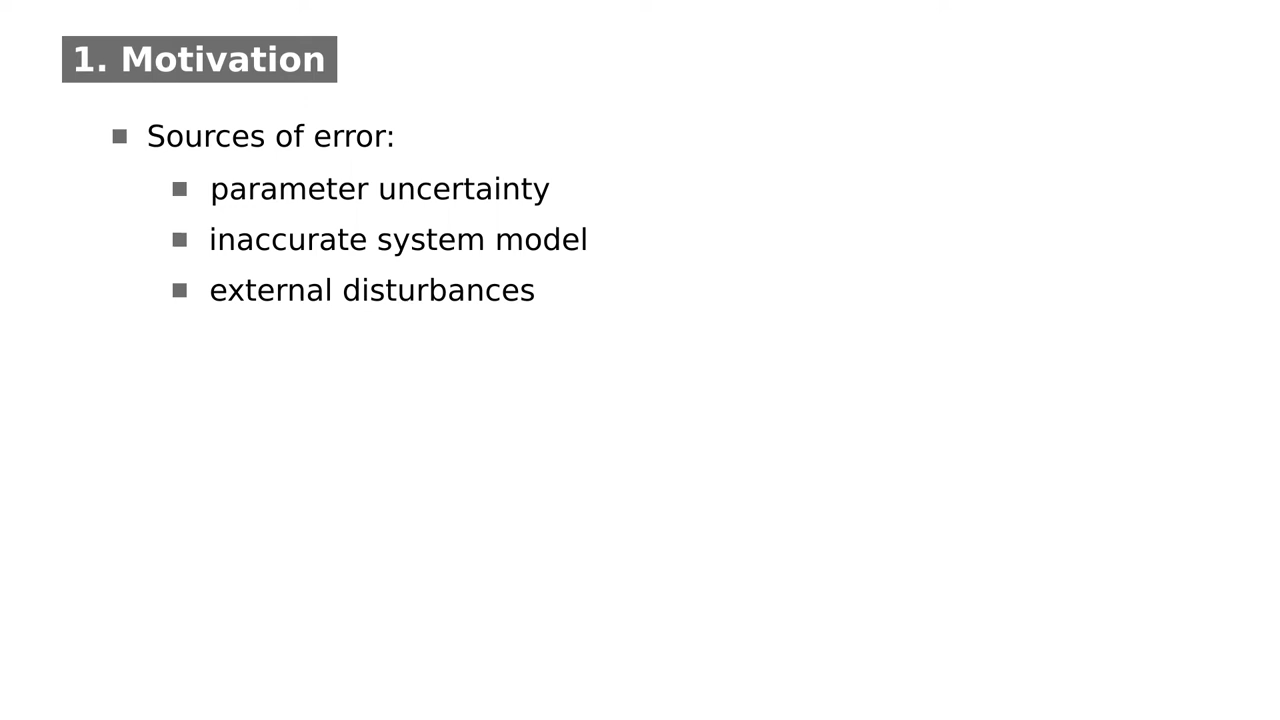 1. Motivation
Sources of error:
parameter uncertainty
inaccurate system model
external disturbances